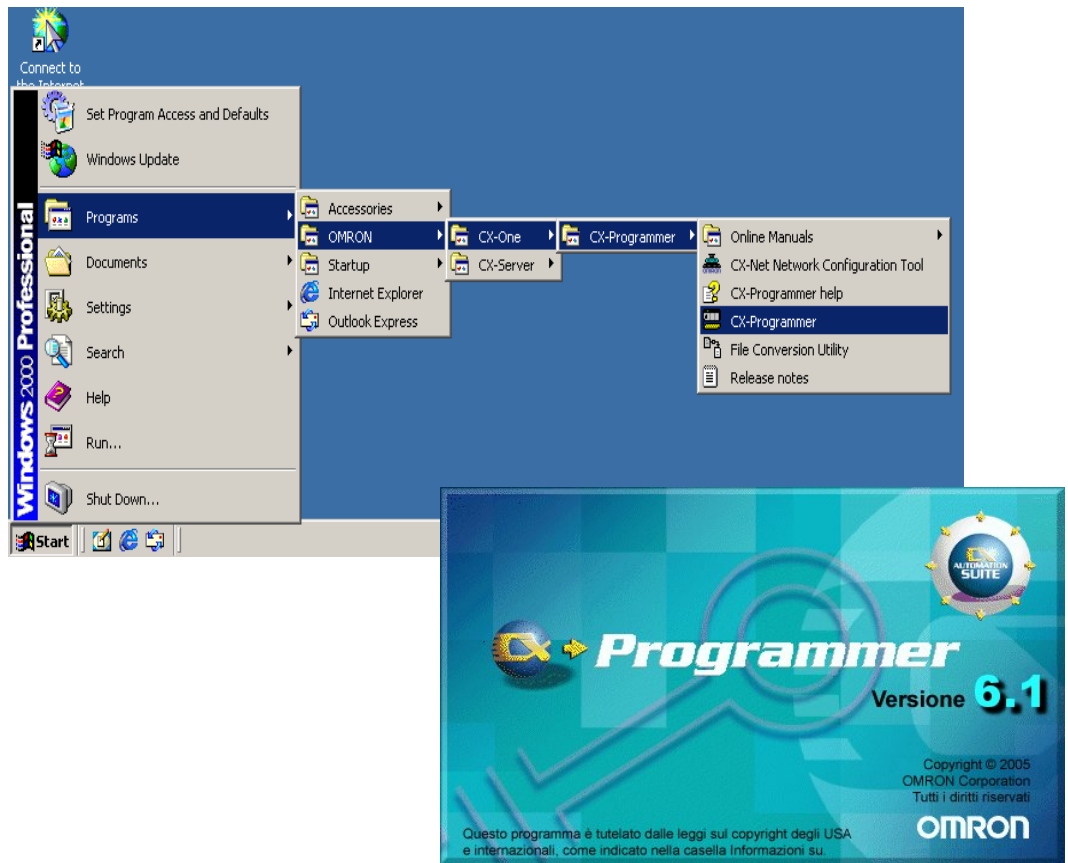 Connect to
the Internet
Set Program Access and Defaults
Windows Update
Programs
Documents
Settings
Search
Help
Run...
Shut Down...
Windows 2000 Professional
Start
Accessories
OMRON
Startup
Internet Explorer
Outlook Express
CX-One
CX-Server
CX-Programmer
Online Manuals
CX-Net Network Configuration Tool
CX-Programmer help
CX-Programmer
File Conversion Utility
Release notes
CX
AUTOMATION
SUITE
CX Programmer
Versione 6.1
Copyright © 2005
OMRON Corporation
Tutti i diritti riservati
OMRON
Questo programma è tutelato dalle leggi sul copyright degli USA
e internazionali, come indicato nella casella Informazioni su.